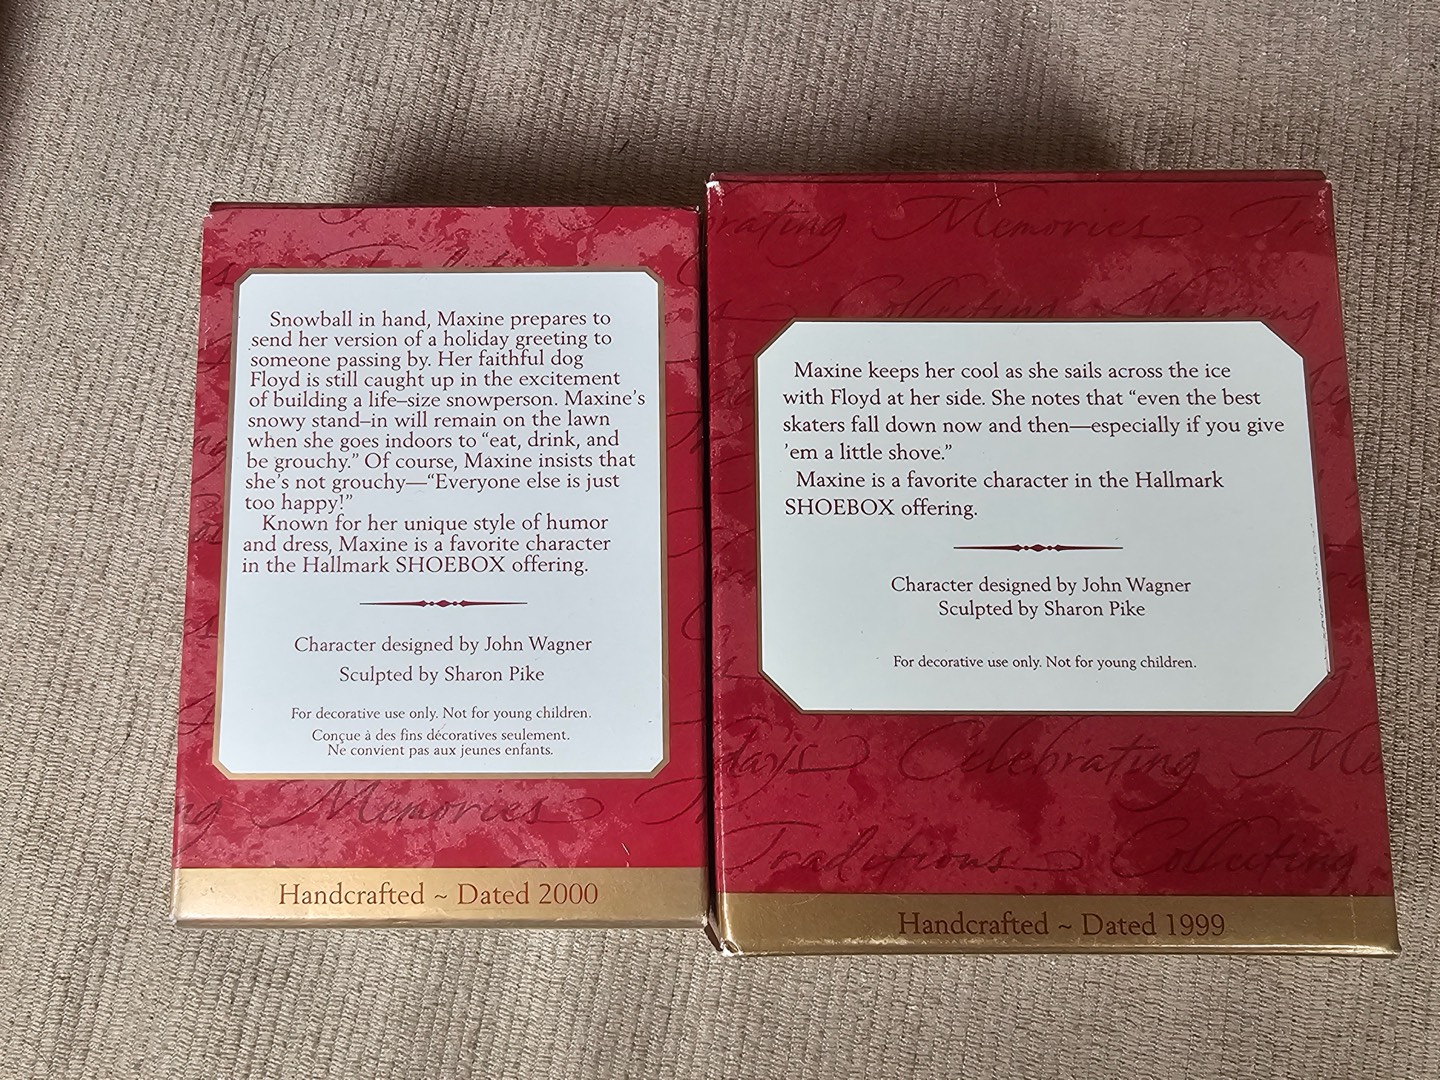 Snowball in hand, Maxine prepares to
send her version of a holiday greeting to
someone passing by. Her faithful dog
Floyd is still caught up in the excitement
of building a life–size snowperson. Maxine's
snowy stand–in will remain on the lawn
when she goes indoors to “eat, drink, and
be grouchy.” Of course, Maxine insists that
she's not grouchy—“Everyone else is just
too happy!”
Known for her unique style of humor
and dress, Maxine is a favorite character
in the Hallmark SHOEBOX offering.
Character designed by John Wagner
Sculpted by Sharon Pike
For decorative use only. Not for young children.
Conçue à des fins décoratives seulement.
Ne convient pas aux jeunes enfants.
Memories
Handcrafted ~ Dated 2000
Memories
Collecting
Maxine keeps her cool as she sails across the ice
with Floyd at her side. She notes that “even the best
skaters fall down now and then—especially if you give
'em a little shove.”
Maxine is a favorite character in the Hallmark
SHOEBOX offering.
Character designed by John Wagner
Sculpted by Sharon Pike
For decorative use only. Not for young children.
Celebrating
Traditions Collecting
Handcrafted ~ Dated 1999